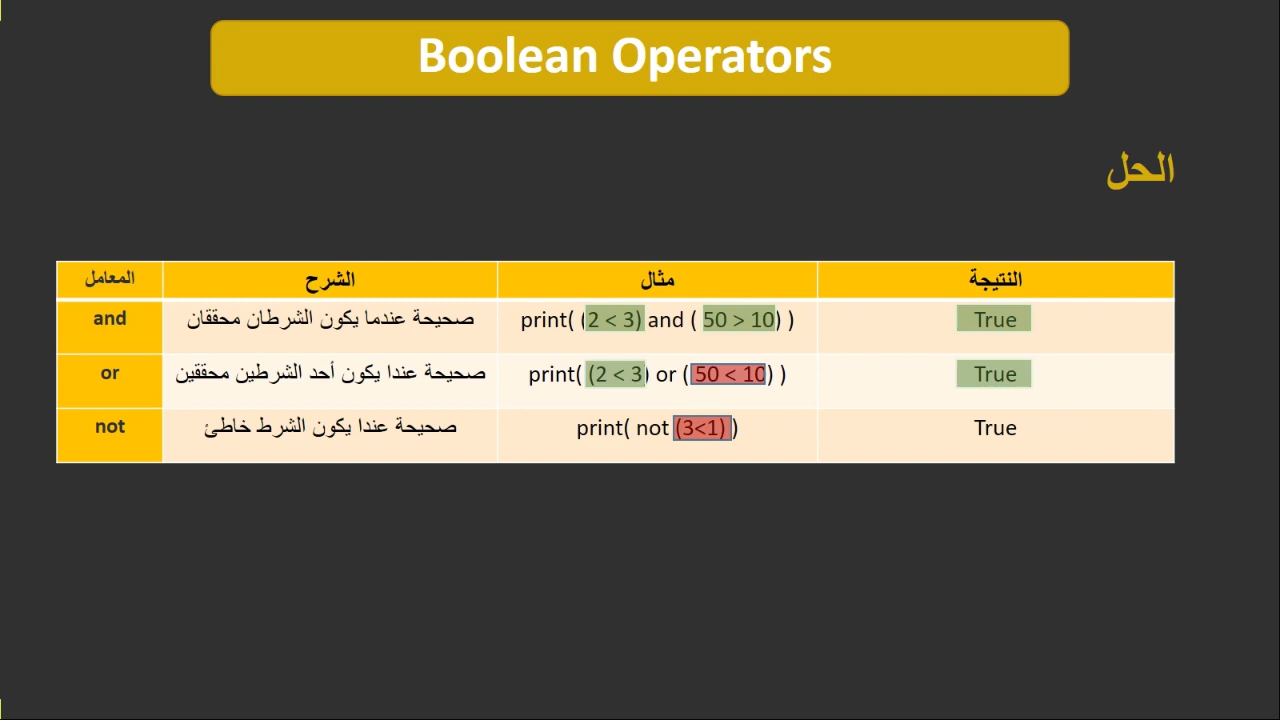 Boolean Operators
الحل
المعامل الشرح مثال النتيجة
and صحيحة عندما يكون الشرطان محققان print( (2 < 3) and ( 50 > 10) ) True
or صحيحة عندا يكون أحد الشرطين محققين print( (2 < 3) or ( 50 < 10) ) True
not صحيحة عندا يكون الشرط خاطئ print( not (3<1) ) True